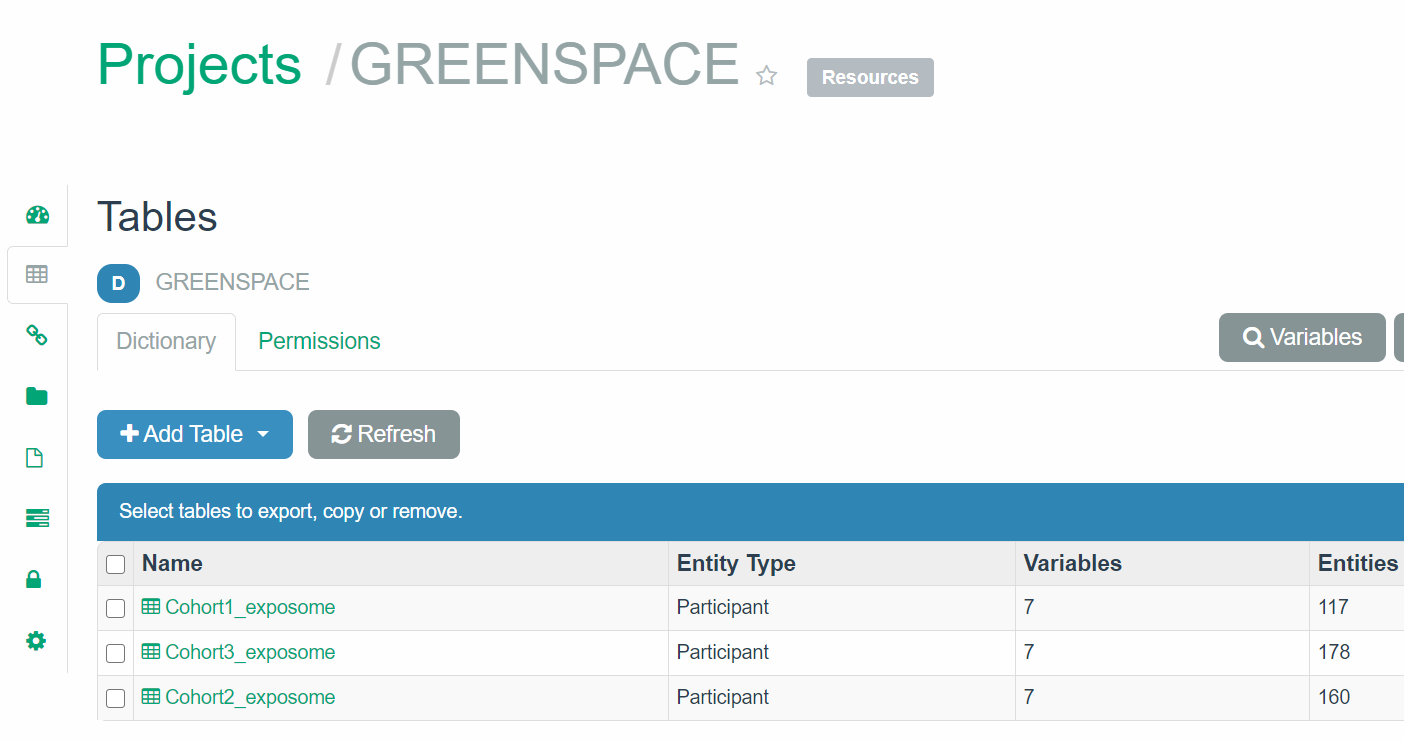 Projects / GREENSPACE Resources
Tables
D GREENSPACE
Dictionary Permissions Variables
Add Table Refresh
Select tables to export, copy or remove.
Name Entity Type Variables Entities
Cohort1_exposome Participant 7 117
Cohort3_exposome Participant 7 178
Cohort2_exposome Participant 7 160